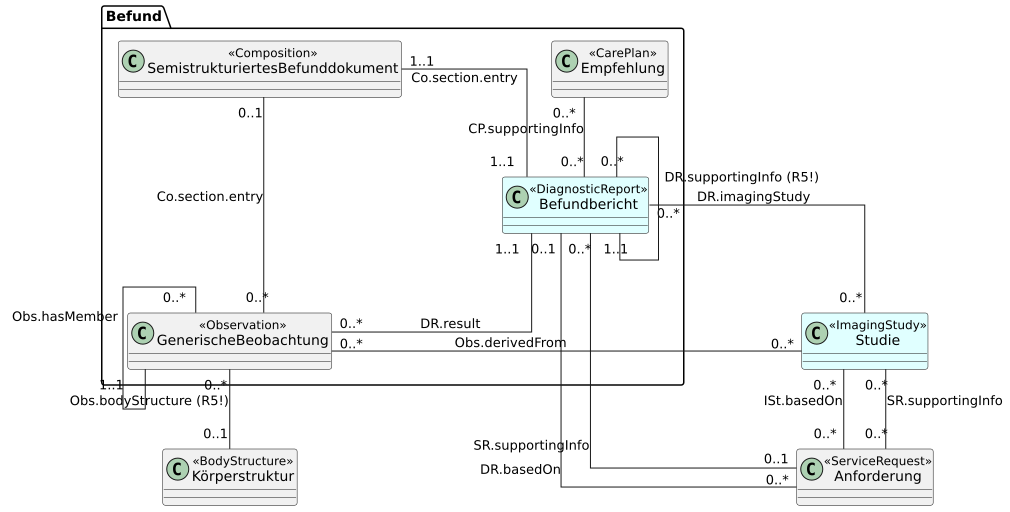 Befund
C «Composition»
SemistrukturiertesBefunddokument
C «CarePlan»
Empfehlung
1..1
Co.section.entry
0..1
0..*
CP.supportingInfo
1..1
0..*
0..*
DR.supportingInfo (R5!)
Co.section.entry
C «DiagnosticReport»
Befundbericht
DR.imagingStudy
0..*
1..1
0..1
0..*
1..1
0..*
0..*
0..*
Obs.hasMember
C «Observation»
GenerischeBeobachtung
0..*
DR.result
0..*
Obs.derivedFrom
0..*
C «ImagingStudy»
Studie
1..1
0..*
0..*
0..*
Obs.bodyStructure (R5!)
ISt.basedOn
SR.supportingInfo
0..1
0..*
0..*
SR.supportingInfo
DR.basedOn
0..1
0..*
C «BodyStructure»
Körperstruktur
C «ServiceRequest»
Anforderung